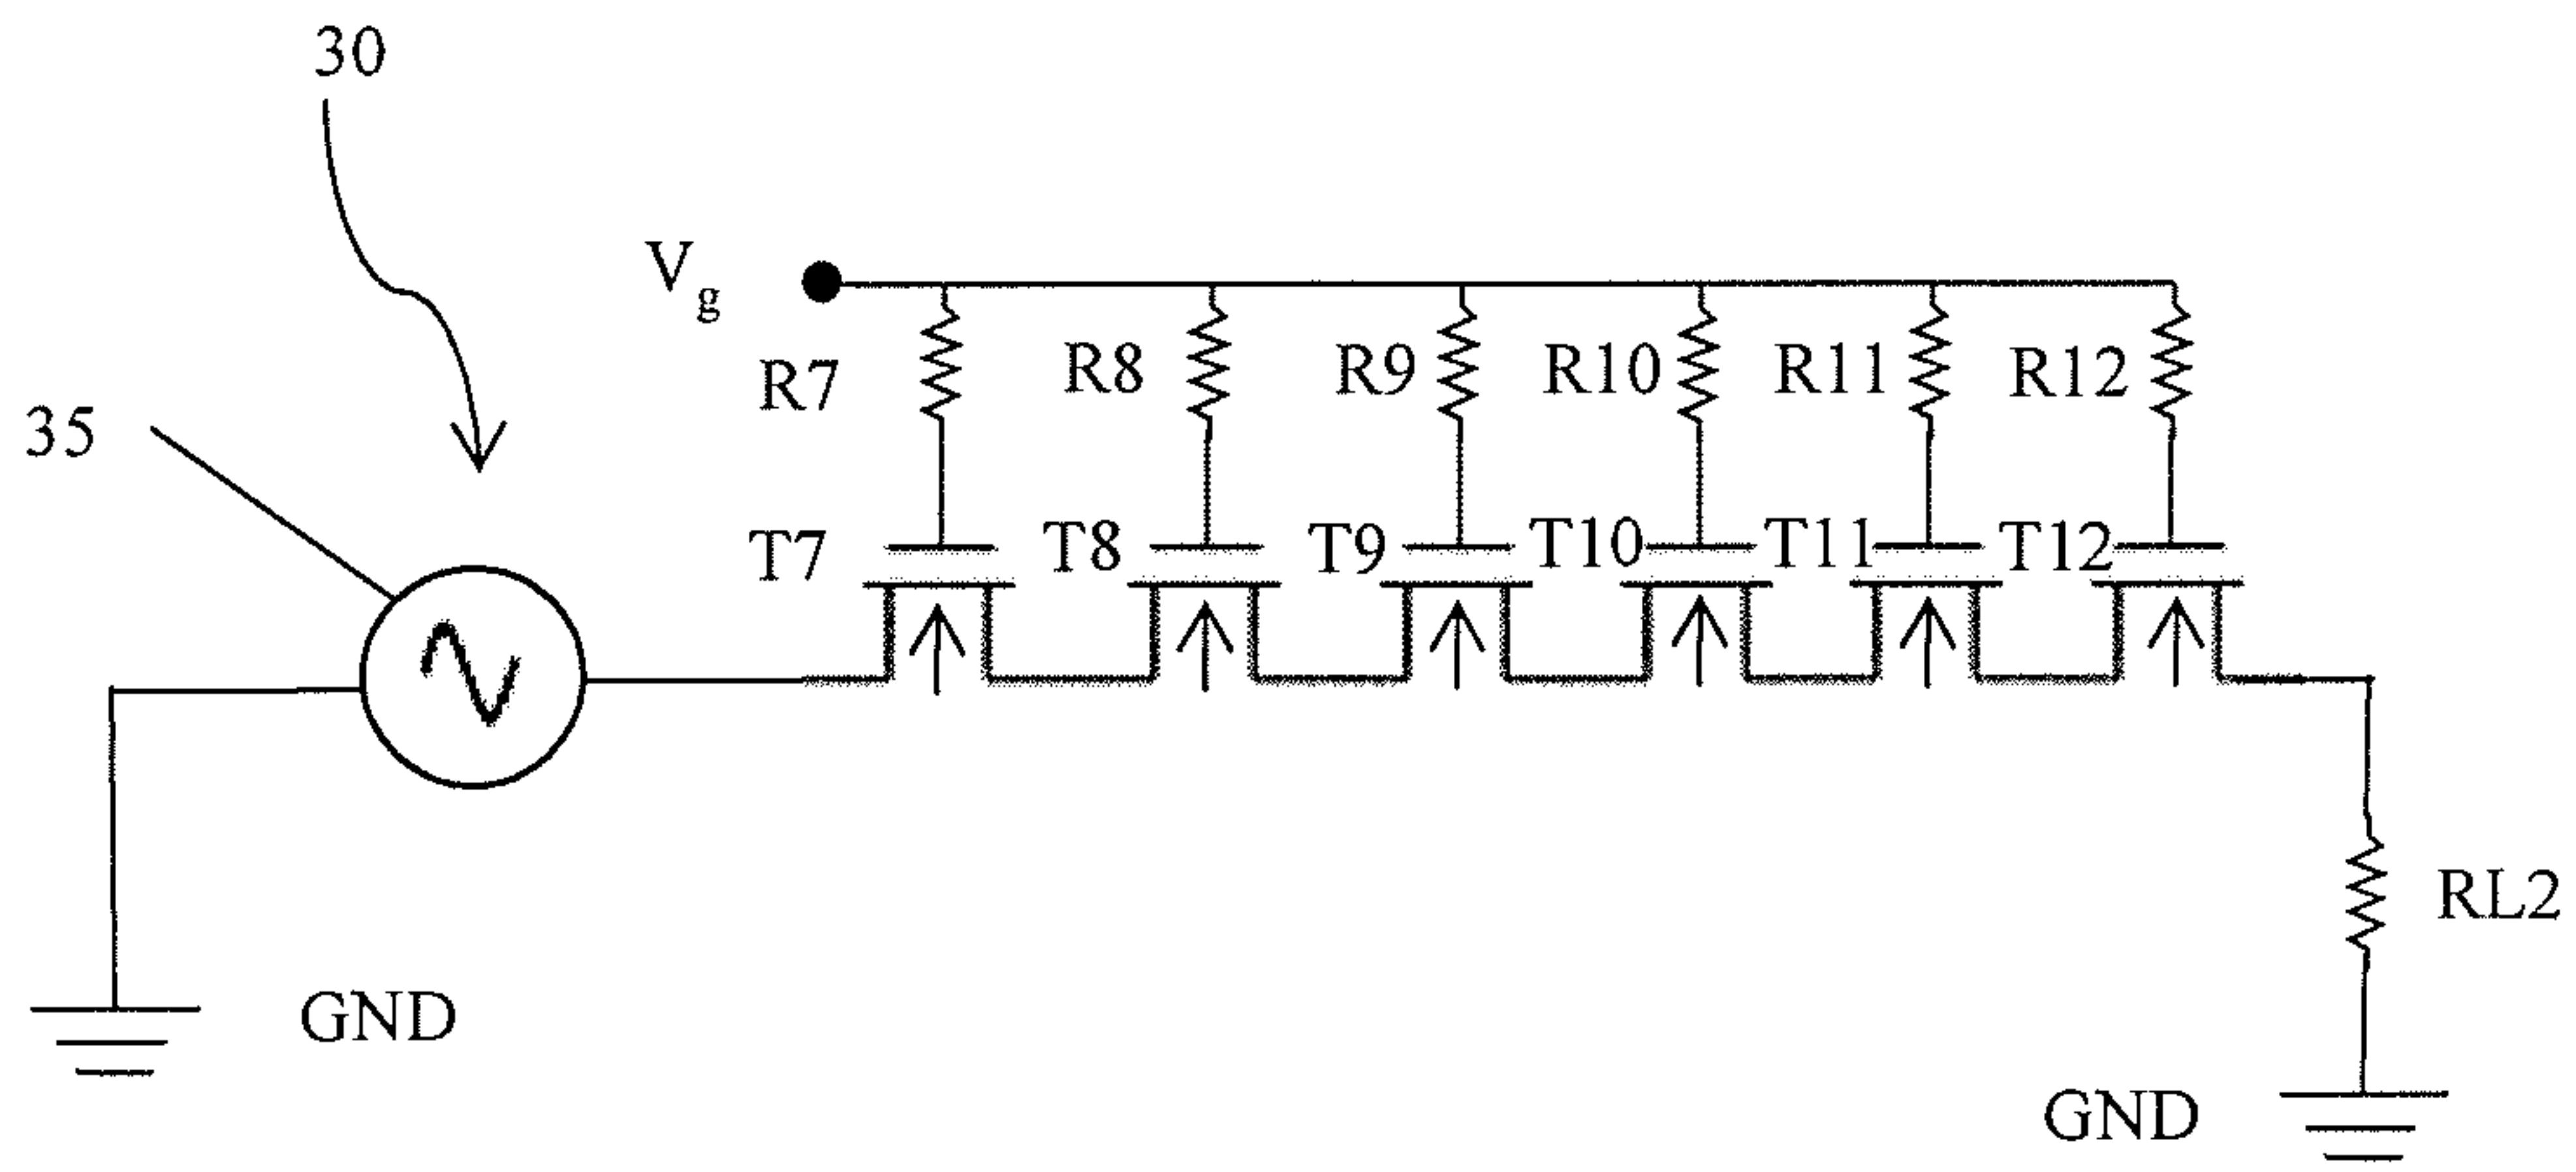 30
Vg
R7 R8 R9 R10 R11 R12
35
T7 T8 T9 T10 T11 T12
RL2
GND
GND